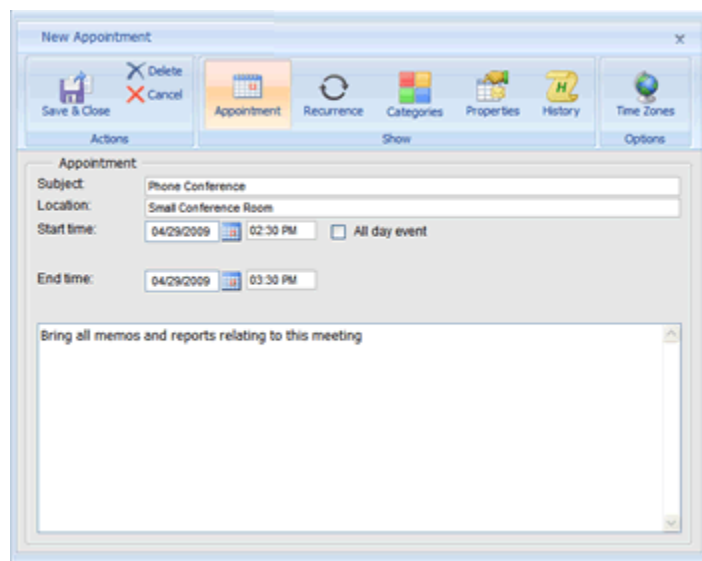 New Appointment
x
Delete
Cancel
Save & Close
Appointment
Recurrence
Categories
Properties
History
Time Zones
Actions
Show
Options
Appointment
Subject:
Phone Conference
Location:
Small Conference Room
Start time:
04/29/2009 02:30 PM All day event
End time:
04/29/2009 03:30 PM
Bring all memos and reports relating to this meeting